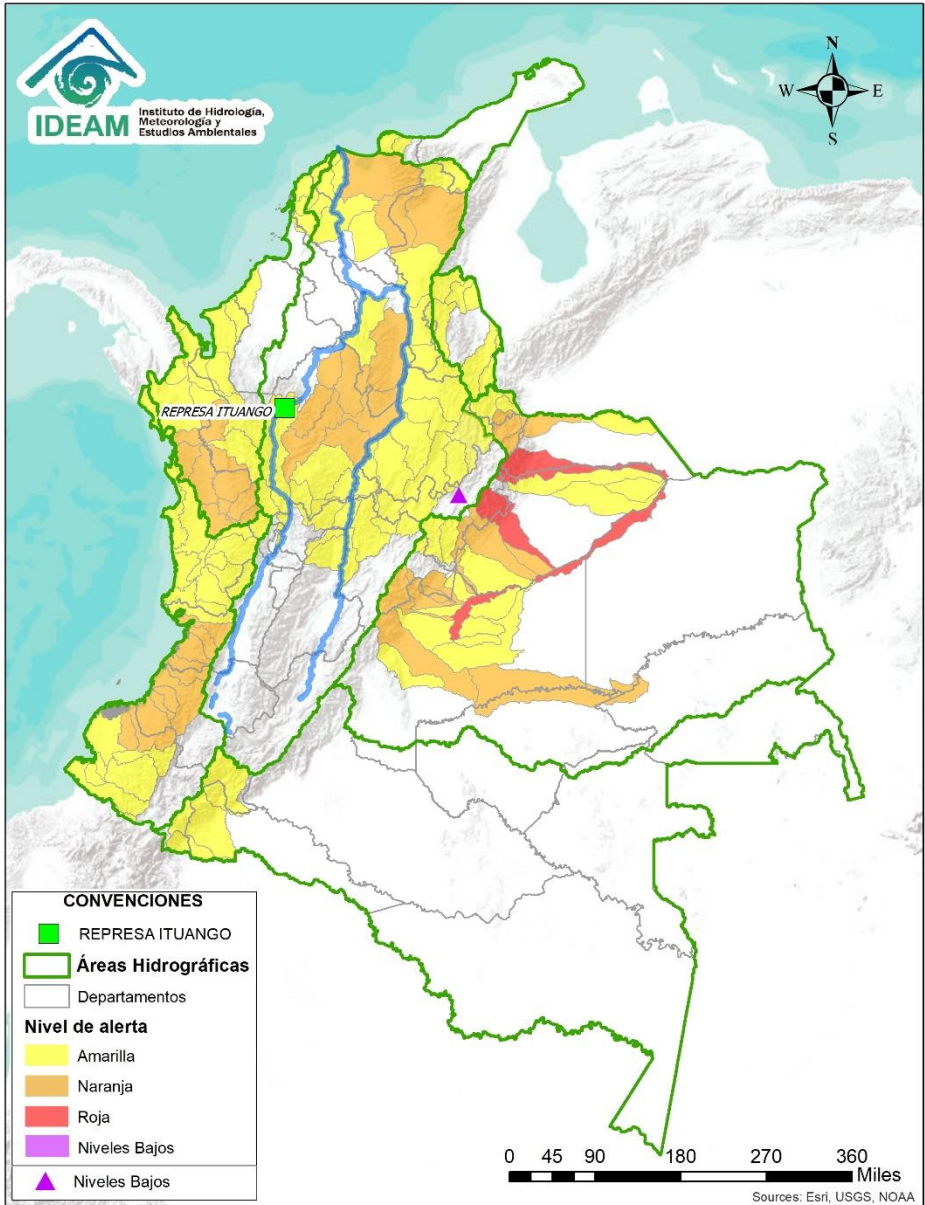 IDEAM
Instituto de Hidrología,
Meteorología y
Estudios Ambientales
N
W
E
S
REPRESA ITUANGO
CONVENCIONES
REPRESA ITUANGO
Áreas Hidrográficas
Departamentos
Nivel de alerta
Amarilla
Naranja
Roja
Niveles Bajos
Niveles Bajos
0 45 90 180 270 360
Miles
Sources: Esri, USGS, NOAA